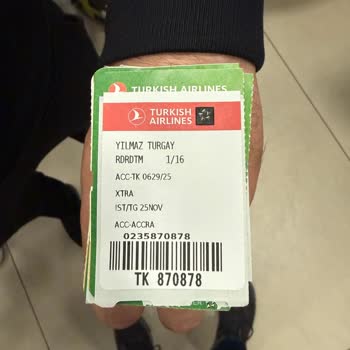 TURKISH AIRLINES
TURKISH
AIRLINES
YILMAZ TURGAY
RDRDTM 1/16
ACC-TK 0629/25
XTRA
IST/TG 25NOV
ACC-ACCRA
0235870878
TK 870878